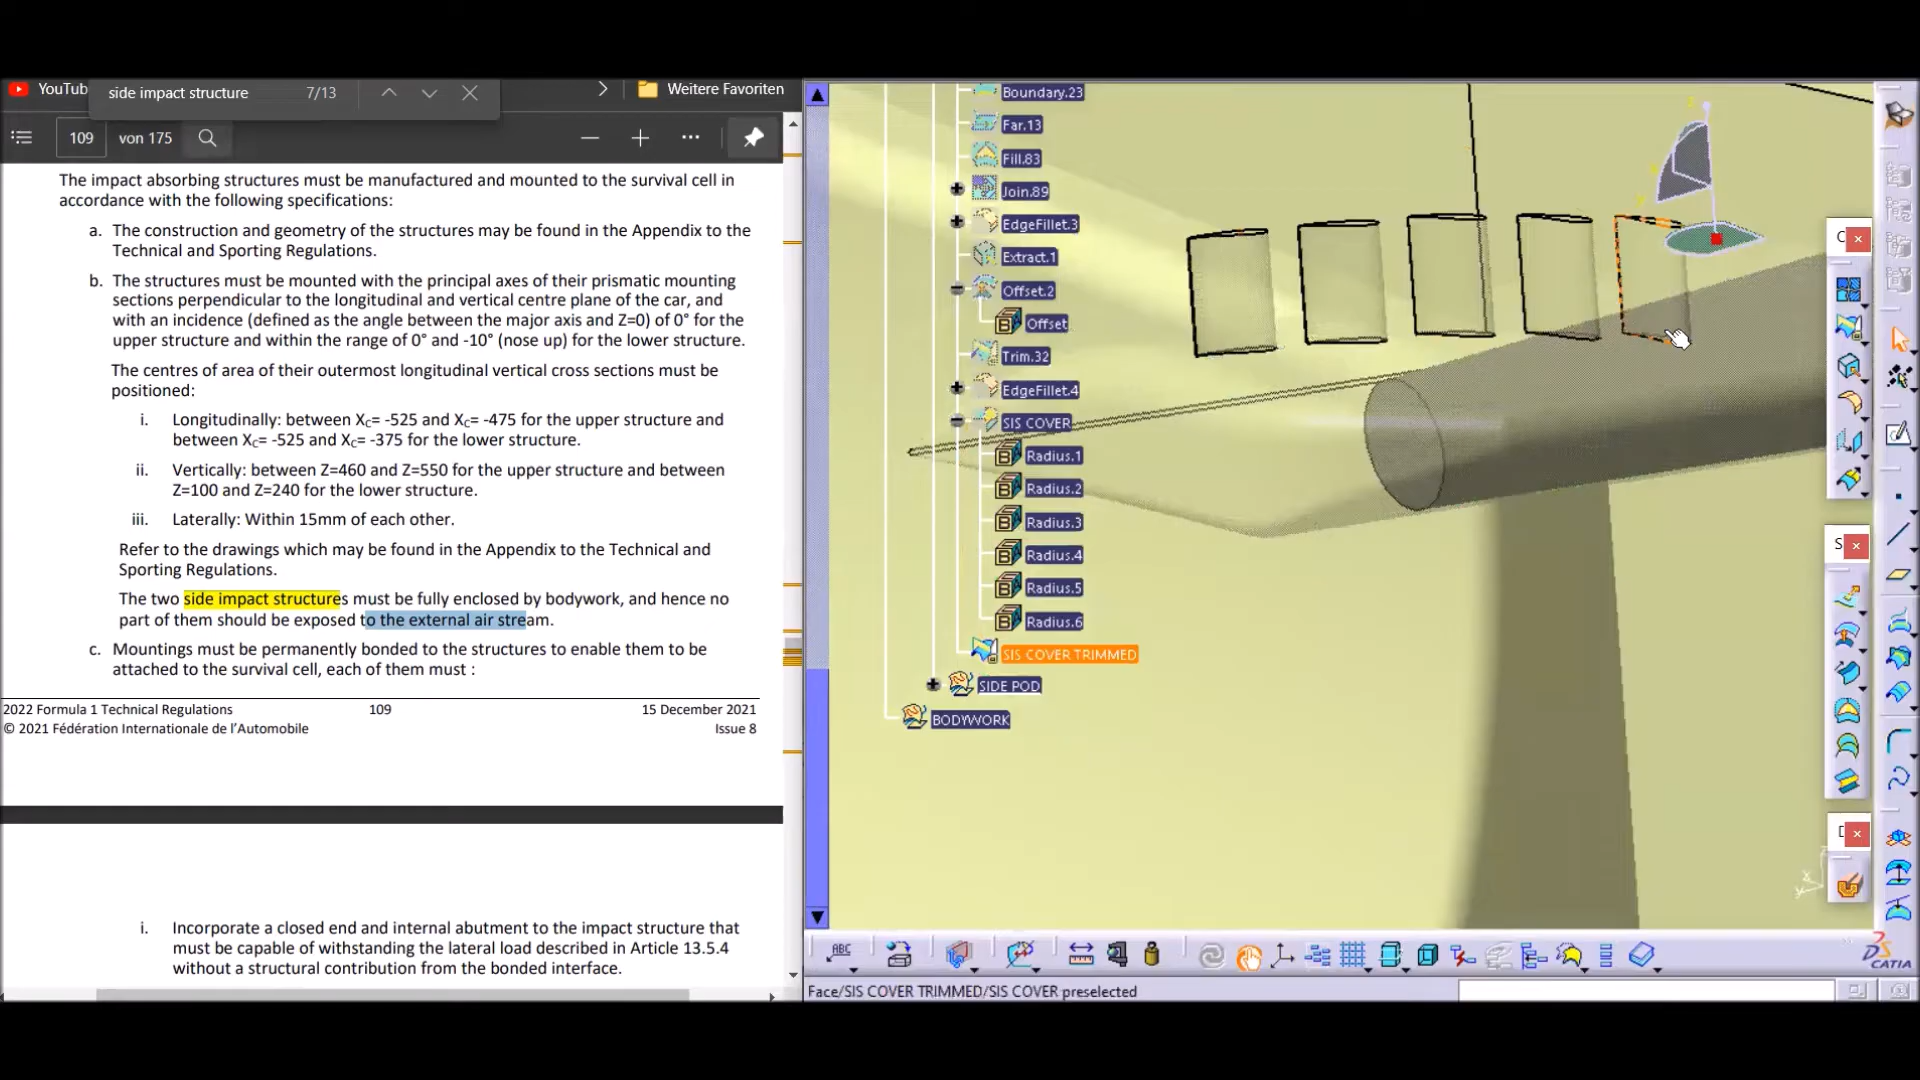 YouTub
side impact structure
7/13
Weitere Favoriten
109
von 175
The impact absorbing structures must be manufactured and mounted to the survival cell in
accordance with the following specifications:
a. The construction and geometry of the structures may be found in the Appendix to the
Technical and Sporting Regulations.
b. The structures must be mounted with the principal axes of their prismatic mounting
sections perpendicular to the longitudinal and vertical centre plane of the car, and
with an incidence (defined as the angle between the major axis and Z=0) of 0° for the
upper structure and within the range of 0° and -10° (nose up) for the lower structure.
The centres of area of their outermost longitudinal vertical cross sections must be
positioned:
i. Longitudinally: between XC= -525 and XC= -475 for the upper structure and
between XC= -525 and XC= -375 for the lower structure.
ii. Vertically: between Z=460 and Z=550 for the upper structure and between
Z=100 and Z=240 for the lower structure.
iii. Laterally: Within 15mm of each other.
Refer to the drawings which may be found in the Appendix to the Technical and
Sporting Regulations.
The two side impact structures must be fully enclosed by bodywork, and hence no
part of them should be exposed to the external air stream.
c. Mountings must be permanently bonded to the structures to enable them to be
attached to the survival cell, each of them must :
2022 Formula 1 Technical Regulations 109 15 December 2021
© 2021 Fédération Internationale de l'Automobile Issue 8
i. Incorporate a closed end and internal abutment to the impact structure that
must be capable of withstanding the lateral load described in Article 13.5.4
without a structural contribution from the bonded interface.
Boundary.23
Far.13
Fill.83
Join.89
EdgeFillet.3
Extract.1
Offset.2
Offset
Trim.32
EdgeFillet.4
SIS COVER
Radius.1
Radius.2
Radius.3
Radius.4
Radius.5
Radius.6
SIS COVER TRIMMED
SIDE POD
BODYWORK
C
S
ABC
CATIA
Face/SIS COVER TRIMMED/SIS COVER preselected